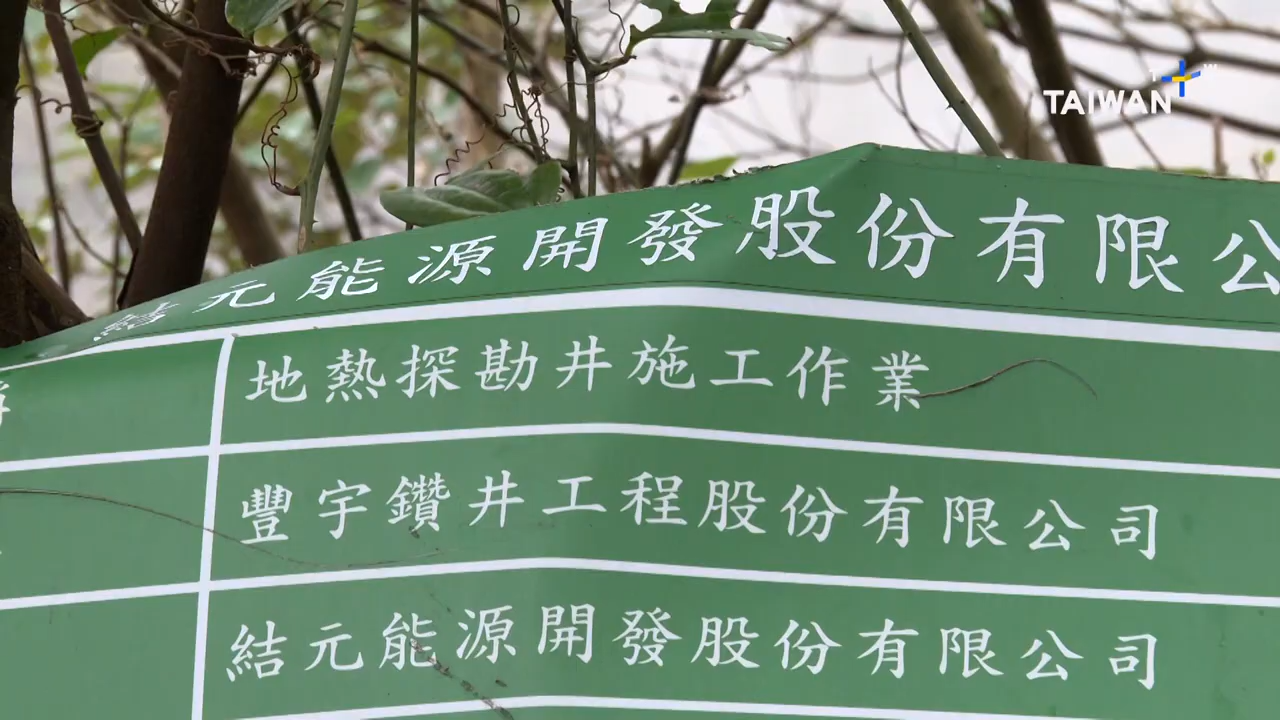 TAIWAN
結元能源開發股份有限公
地熱探勘井施工作業
豐宇鑽井工程股份有限公司
結元能源開發股份有限公司